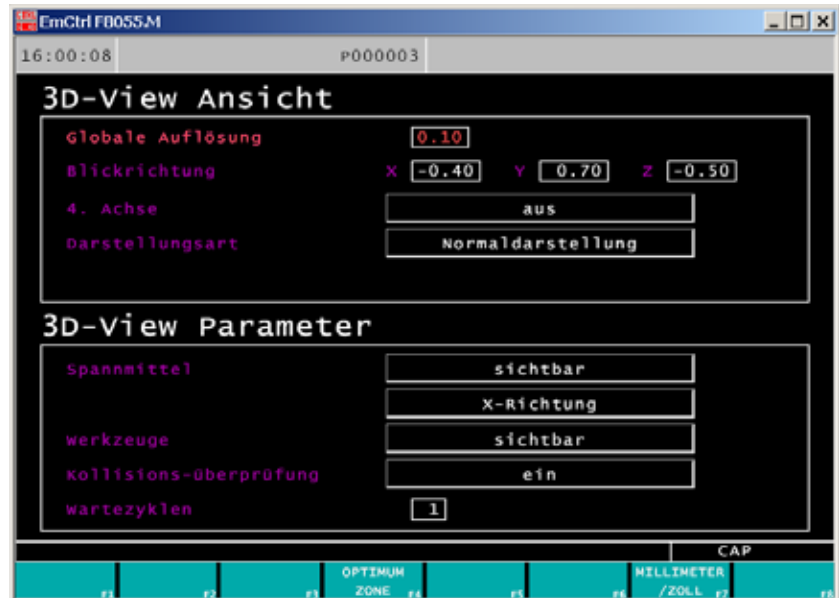 EmCtrl F8055.M
16:00:08 P000003
3D-View Ansicht
Globale Auflösung 0.10
Blickrichtung X -0.40 Y 0.70 Z -0.50
4. Achse aus
Darstellungsart Normaldarstellung
3D-View Parameter
Spannmittel sichtbar
X-Richtung
Werkzeuge sichtbar
Kollisions-überprüfung ein
Wartezyklen 1
CAP
OPTIMUM MILLIMETER
F1 F2 F3 ZONE F4 F5 F6 /ZOLL F7 F8